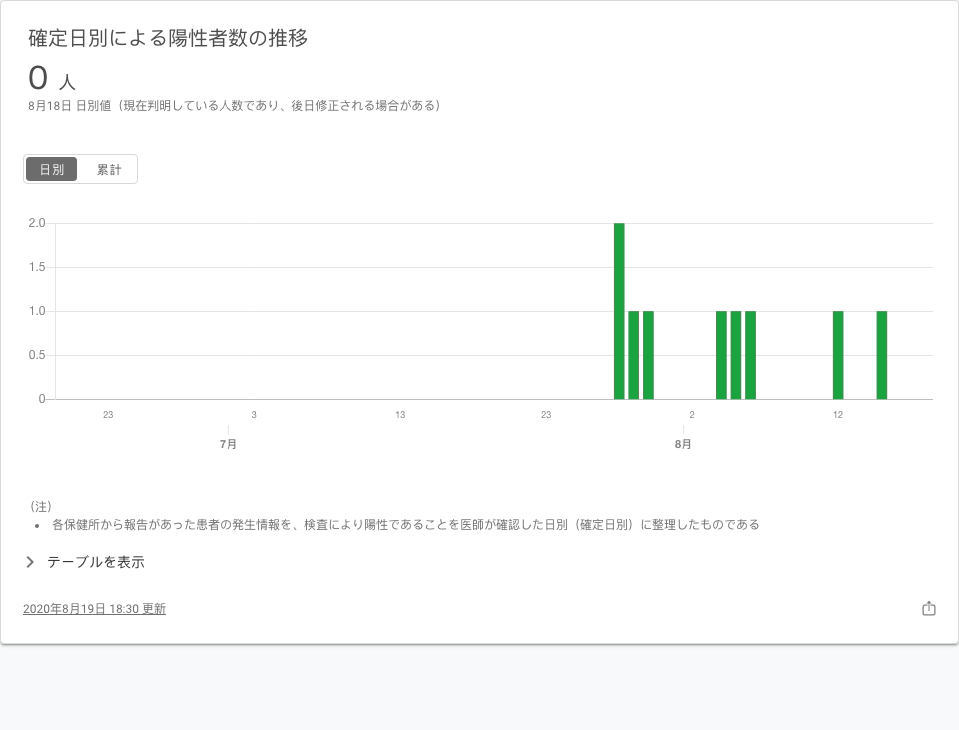 確定日別による陽性者数の推移
0 人
8月18日 日別値（現在判明している人数であり、後日修正される場合がある）
日別 累計
2.0
1.5
1.0
0.5
0
23 3 13 23 2 12
7月 8月
（注）
• 各保健所から報告があった患者の発生情報を、検査により陽性であることを医師が確認した日別（確定日別）に整理したものである
テーブルを表示
2020年8月19日 18:30 更新